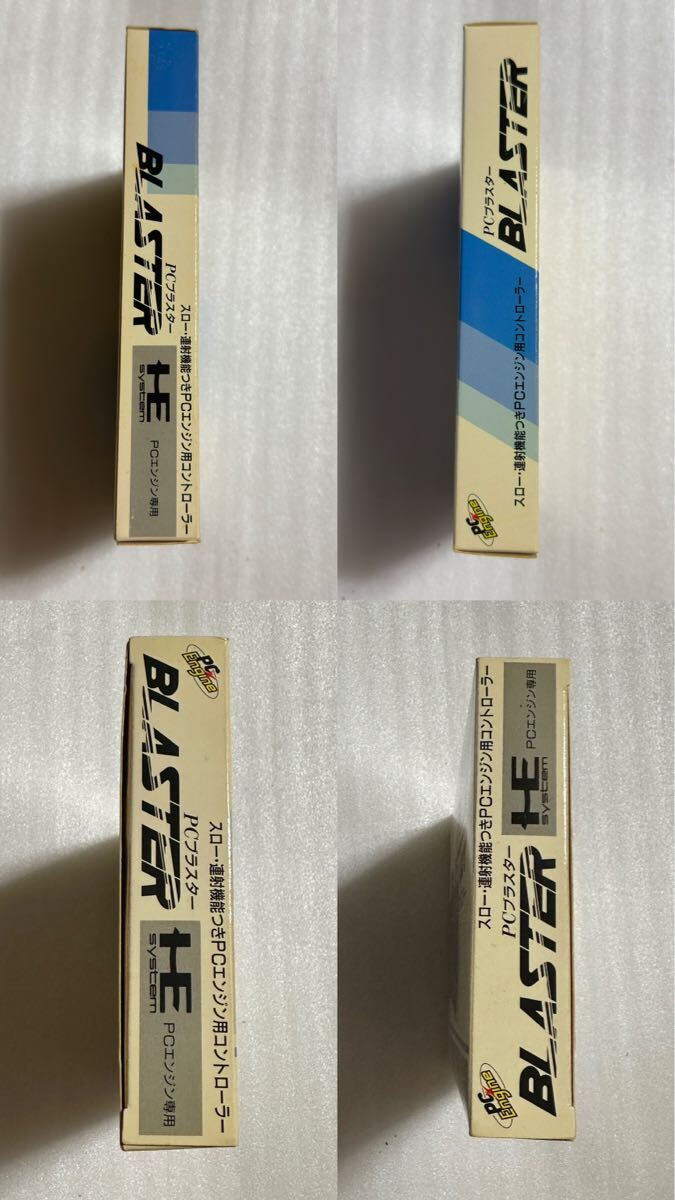 BLASTER
PCブラスター
スロー・連射機能つきPCエンジン用コントローラー
HE
system
PCエンジン専用
PCブラスター
BLASTER
スロー・連射機能つきPCエンジン用コントローラー
PC
Engine
PC
Engine
BLASTER
PCブラスター
スロー・連射機能つきPCエンジン用コントローラー
HE
system
PCエンジン専用
スロー・連射機能つきPCエンジン用コントローラー
PCブラスター
BLASTER
HE
system
PCエンジン専用
PC
Engine